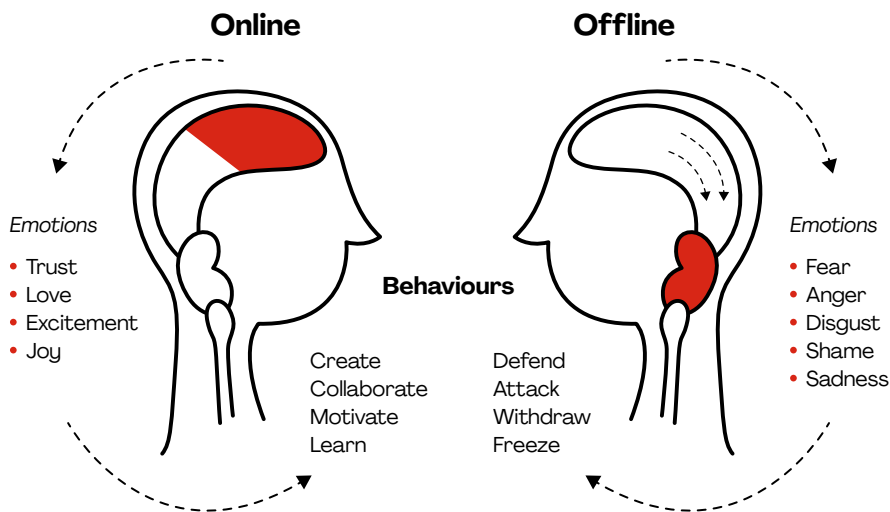 Online
Offline
Emotions
• Trust
• Love
• Excitement
• Joy
Behaviours
Create
Collaborate
Motivate
Learn
Defend
Attack
Withdraw
Freeze
Emotions
• Fear
• Anger
• Disgust
• Shame
• Sadness